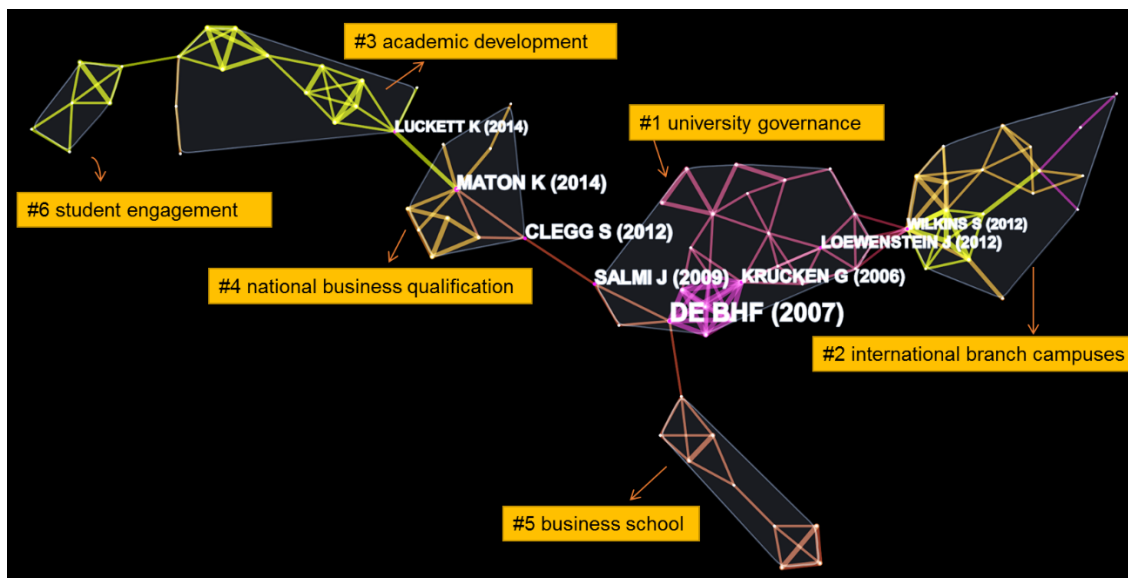 #3 academic development
LUCKETT K (2014)
#1 university governance
MATON K (2014)
#6 student engagement
CLEGG S (2012)
WILKINS S (2012)
LOEWENSTEIN J (2012)
SALMI J (2009)
KRUCKEN G (2006)
#4 national business qualification
DE BHF (2007)
#2 international branch campuses
#5 business school